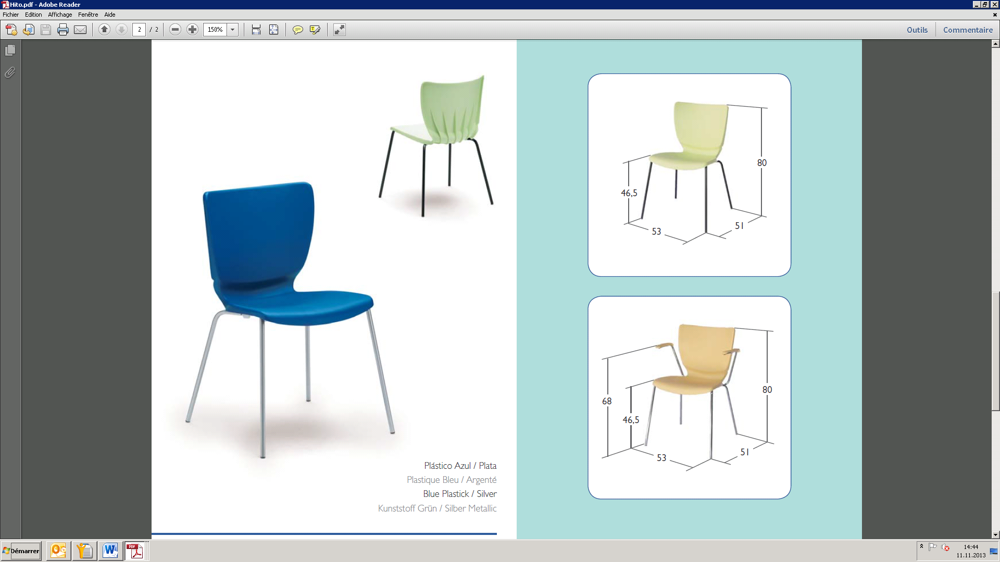 Hito.pdf - Adobe Reader
Fichier Edition Affichage Fenêtre Aide
2 / 2 150% Outils Commentaire
80
46,5
53
51
68
46,5
80
53
51
Plástico Azul / Plata
Plastique Bleu / Argenté
Blue Plastick / Silver
Kunststoff Grün / Silber Metallic
Démarrer
14:44
11.11.2013